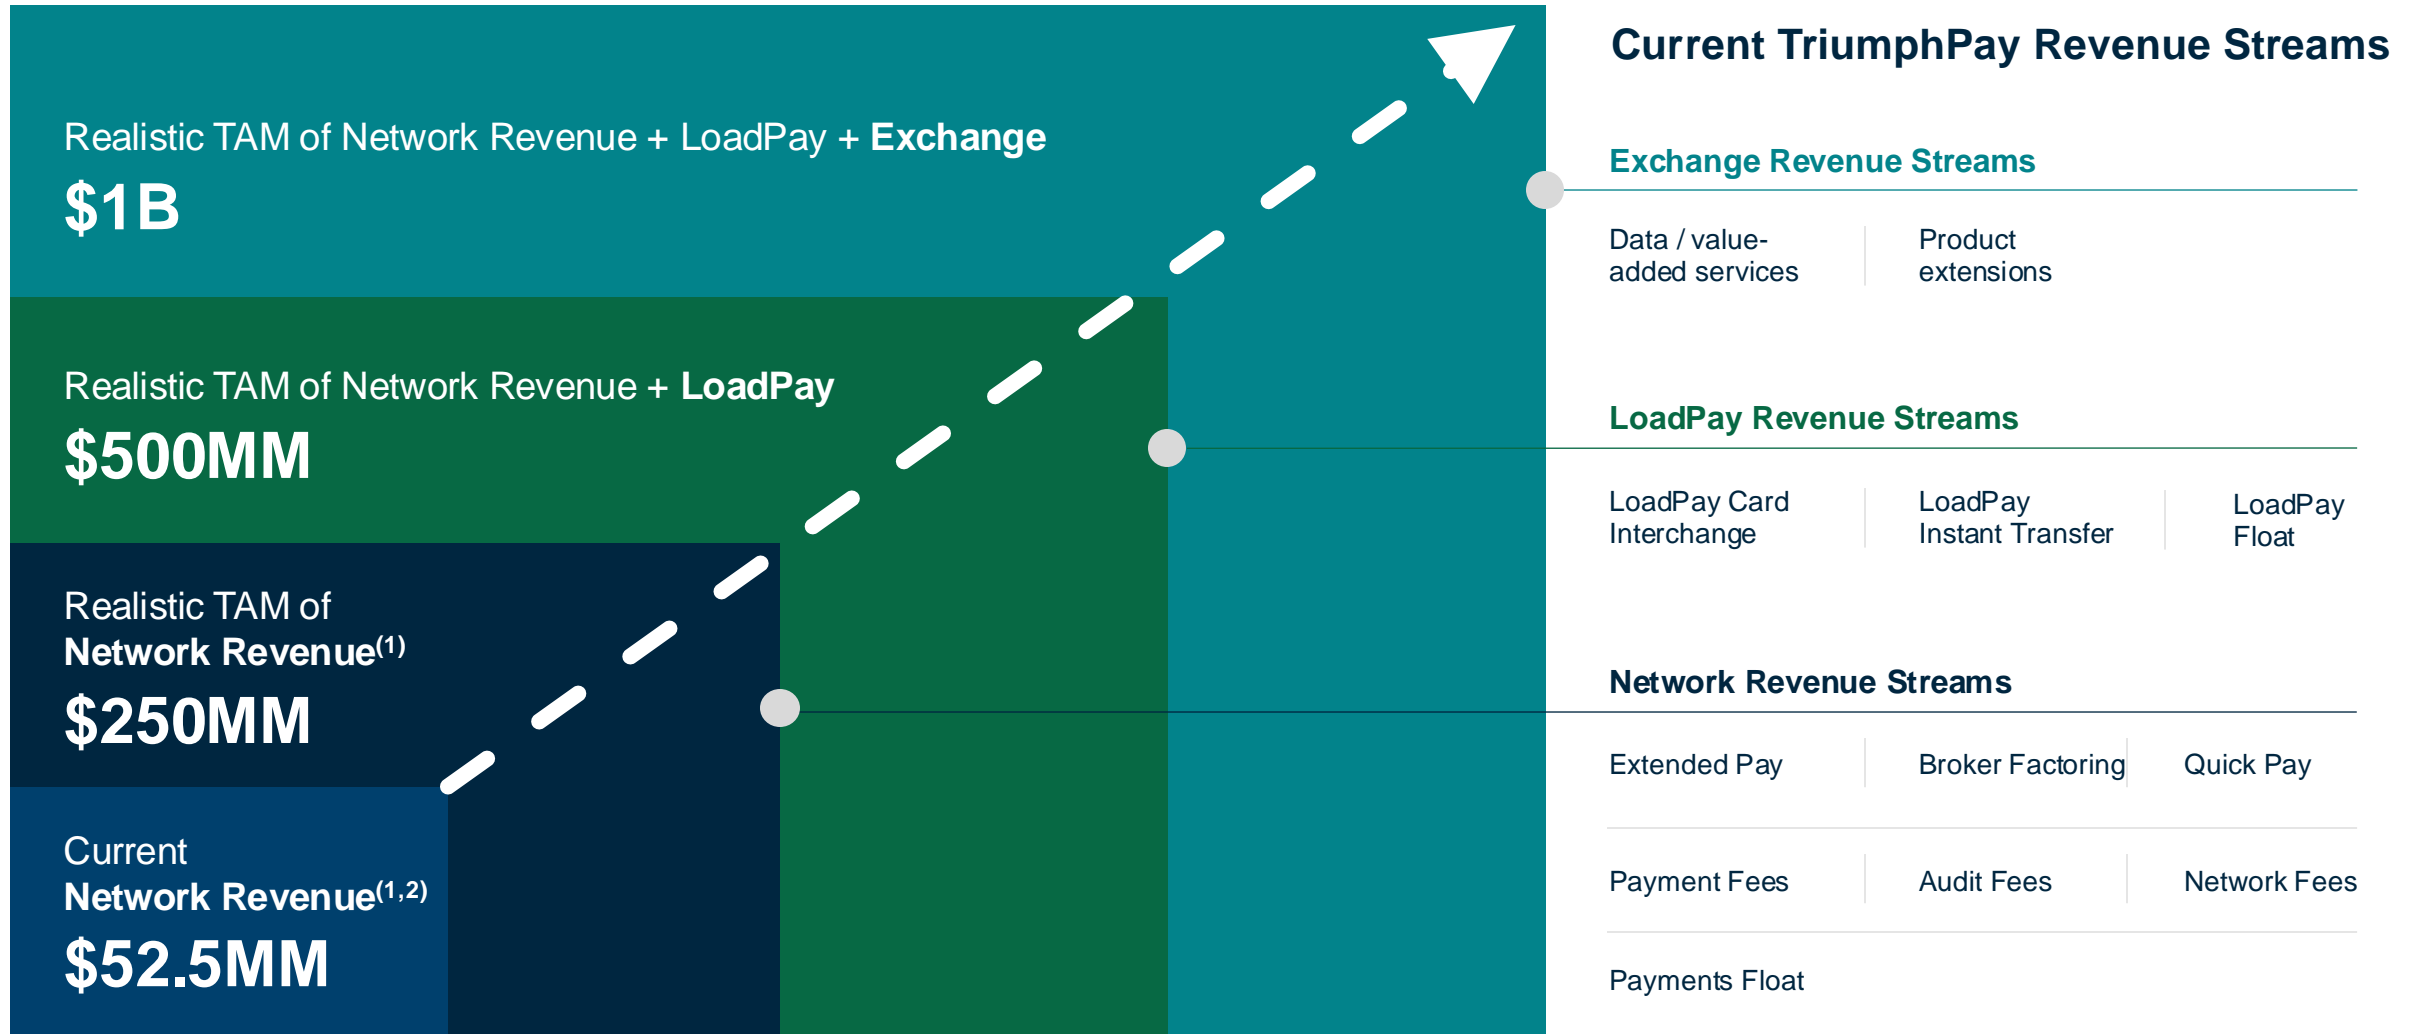 Realistic TAM of Network Revenue + LoadPay + Exchange
$1B
Realistic TAM of Network Revenue + LoadPay
$500MM
Realistic TAM of
Network Revenue(1)
$250MM
Current
Network Revenue(1,2)
$52.5MM
Current TriumphPay Revenue Streams
Exchange Revenue Streams
Data / value-
added services
Product
extensions
LoadPay Revenue Streams
LoadPay Card
Interchange
LoadPay
Instant Transfer
LoadPay
Float
Network Revenue Streams
Extended Pay
Broker Factoring
Quick Pay
Payment Fees
Audit Fees
Network Fees
Payments Float